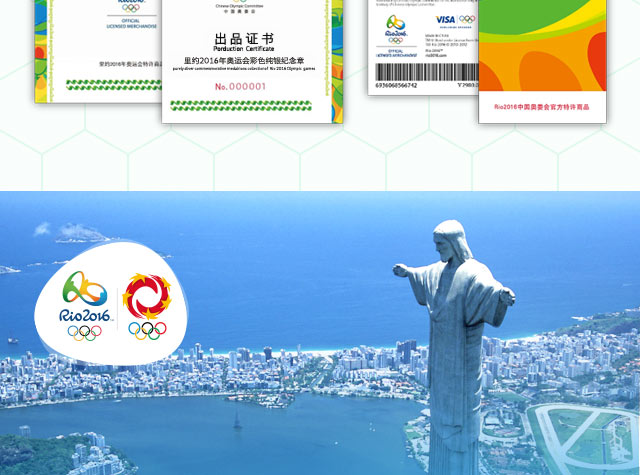 Rio2016
OFFICIAL
LICENSED MERCHANDISE
里约2016年奥运会特许商品
Chinese Olympic Committee
中国奥委会
出品证书
Porduction Certificate
里约2016年奥运会彩色纯银纪念章
No.000001
Rio2016
OFFICIAL
LICENSED MERCHANDISE
VISA
6936068566742
Rio2016中国奥委会官方特许商品
Rio2016